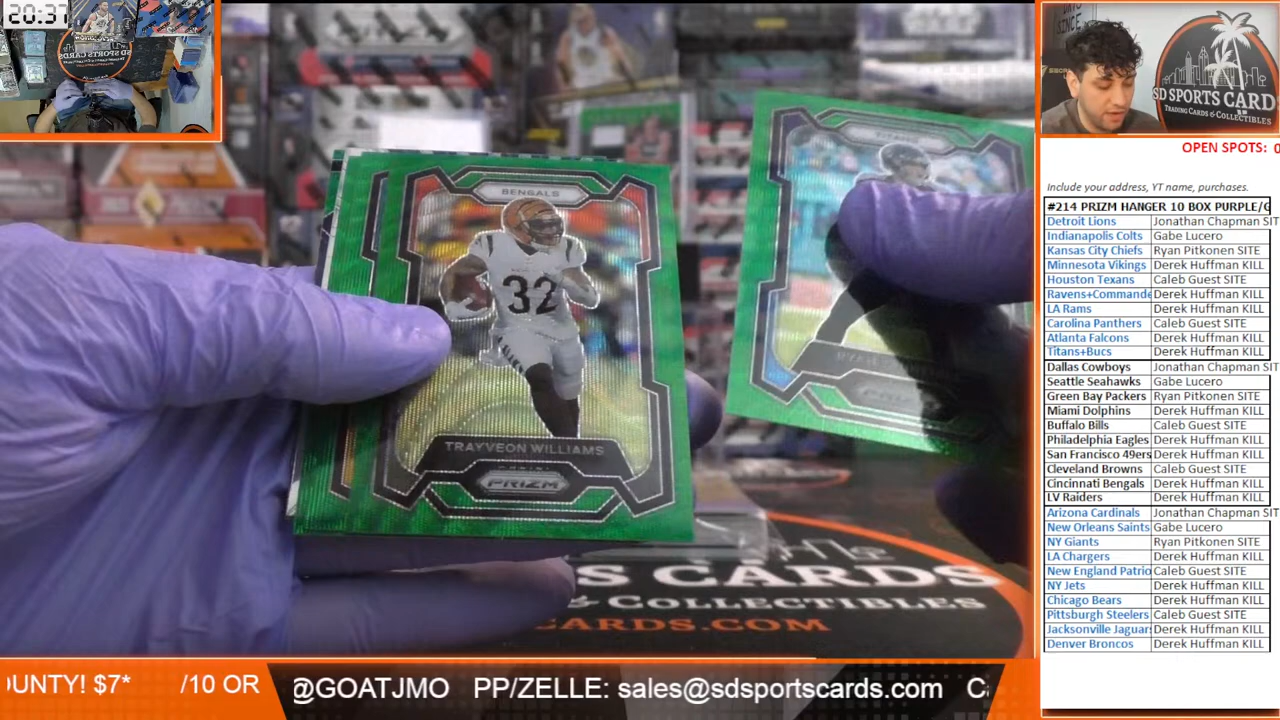 20:37
SD SPORTS CARD
TRADING CARDS & COLLECTIBLES
OPEN SPOTS: 0
Include your address, YT name, purchases.
#214 PRIZM HANGER 10 BOX PURPLE/G
Detroit Lions Jonathan Chapman SIT
Indianapolis Colts Gabe Lucero
Kansas City Chiefs Ryan Pitkonen SITE
Minnesota Vikings Derek Huffman KILL
Houston Texans Caleb Guest SITE
Ravens+Commande Derek Huffman KILL
LA Rams Derek Huffman KILL
Carolina Panthers Caleb Guest SITE
Atlanta Falcons Derek Huffman KILL
Titans+Bucs Derek Huffman KILL
Dallas Cowboys Jonathan Chapman SIT
Seattle Seahawks Gabe Lucero
Green Bay Packers Ryan Pitkonen SITE
Miami Dolphins Derek Huffman KILL
Buffalo Bills Caleb Guest SITE
Philadelphia Eagles Derek Huffman KILL
San Francisco 49ers Derek Huffman KILL
Cleveland Browns Caleb Guest SITE
Cincinnati Bengals Derek Huffman KILL
LV Raiders Derek Huffman KILL
Arizona Cardinals Jonathan Chapman SIT
New Orleans Saints Gabe Lucero
NY Giants Ryan Pitkonen SITE
LA Chargers Derek Huffman KILL
New England Patrio Caleb Guest SITE
NY Jets Derek Huffman KILL
Chicago Bears Derek Huffman KILL
Pittsburgh Steelers Caleb Guest SITE
Jacksonville Jaguar Derek Huffman KILL
Denver Broncos Derek Huffman KILL
BENGALS
32
TRAYVEON WILLIAMS
PANINI
PRIZM
TITANS
S CARDS
& COLLECTIBLES
CARDS.COM
OUNTY! $7* /10 OR @GOATJMO PP/ZELLE: sales@sdsportscards.com